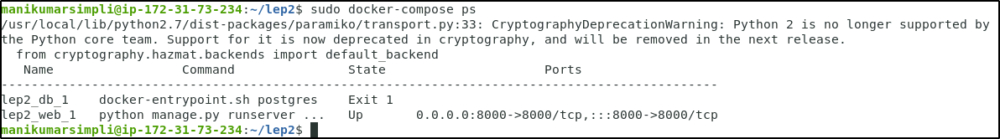 manikumarsimpli@ip-172-31-73-234:~/lep2$ sudo docker-compose ps
/usr/local/lib/python2.7/dist-packages/paramiko/transport.py:33: CryptographyDeprecationWarning: Python 2 is no longer supported by
the Python core team. Support for it is now deprecated in cryptography, and will be removed in the next release.
  from cryptography.hazmat.backends import default_backend
   Name                 Command               State                     Ports
-----------------------------------------------------------------------------------------------
lep2_db_1    docker-entrypoint.sh postgres    Exit 1
lep2_web_1   python manage.py runserver ...   Up       0.0.0.0:8000->8000/tcp,:::8000->8000/tcp
manikumarsimpli@ip-172-31-73-234:~/lep2$